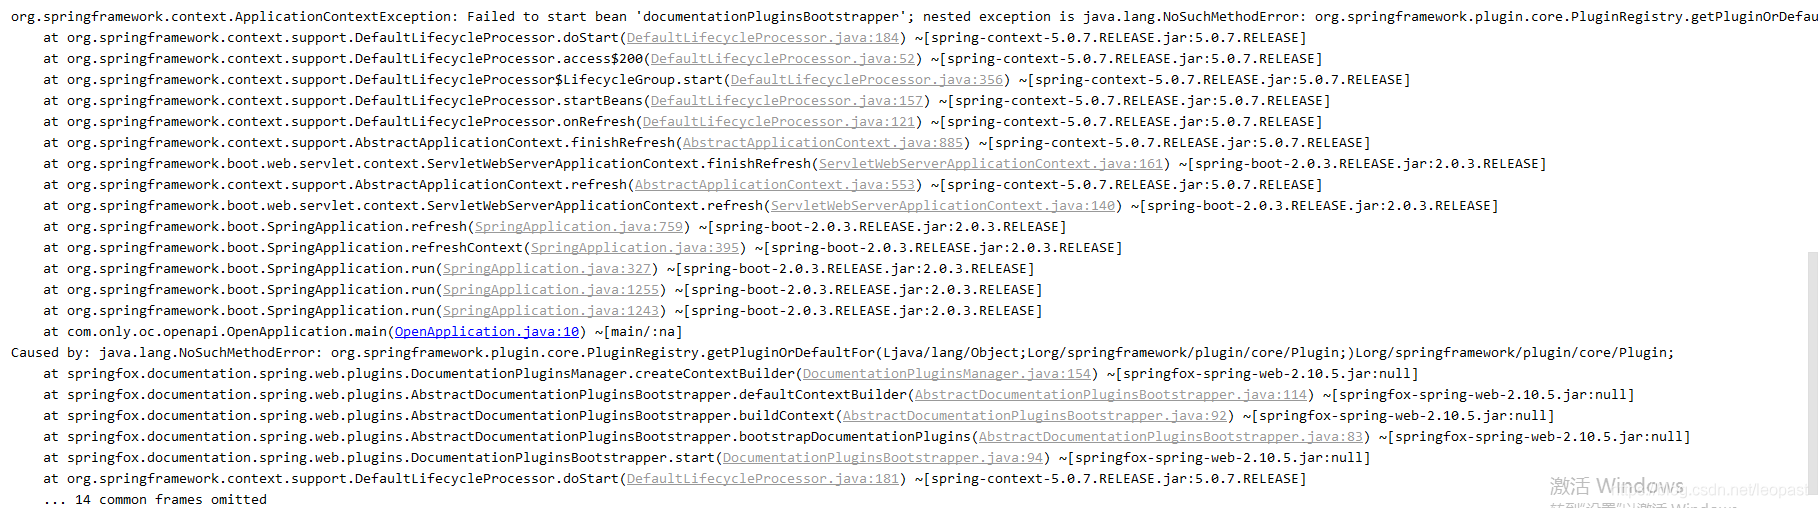 org.springframework.context.ApplicationContextException: Failed to start bean 'documentationPluginsBootstrapper'; nested exception is java.lang.NoSuchMethodError: org.springframework.plugin.core.PluginRegistry.getPluginOrDefau
at org.springframework.context.support.DefaultLifecycleProcessor.doStart(DefaultLifecycleProcessor.java:184) ~[spring-context-5.0.7.RELEASE.jar:5.0.7.RELEASE]
at org.springframework.context.support.DefaultLifecycleProcessor.access$200(DefaultLifecycleProcessor.java:52) ~[spring-context-5.0.7.RELEASE.jar:5.0.7.RELEASE]
at org.springframework.context.support.DefaultLifecycleProcessor$LifecycleGroup.start(DefaultLifecycleProcessor.java:356) ~[spring-context-5.0.7.RELEASE.jar:5.0.7.RELEASE]
at org.springframework.context.support.DefaultLifecycleProcessor.startBeans(DefaultLifecycleProcessor.java:157) ~[spring-context-5.0.7.RELEASE.jar:5.0.7.RELEASE]
at org.springframework.context.support.DefaultLifecycleProcessor.onRefresh(DefaultLifecycleProcessor.java:121) ~[spring-context-5.0.7.RELEASE.jar:5.0.7.RELEASE]
at org.springframework.context.support.AbstractApplicationContext.finishRefresh(AbstractApplicationContext.java:885) ~[spring-context-5.0.7.RELEASE.jar:5.0.7.RELEASE]
at org.springframework.boot.web.servlet.context.ServletWebServerApplicationContext.finishRefresh(ServletWebServerApplicationContext.java:161) ~[spring-boot-2.0.3.RELEASE.jar:2.0.3.RELEASE]
at org.springframework.context.support.AbstractApplicationContext.refresh(AbstractApplicationContext.java:553) ~[spring-context-5.0.7.RELEASE.jar:5.0.7.RELEASE]
at org.springframework.boot.web.servlet.context.ServletWebServerApplicationContext.refresh(ServletWebServerApplicationContext.java:140) ~[spring-boot-2.0.3.RELEASE.jar:2.0.3.RELEASE]
at org.springframework.boot.SpringApplication.refresh(SpringApplication.java:759) ~[spring-boot-2.0.3.RELEASE.jar:2.0.3.RELEASE]
at org.springframework.boot.SpringApplication.refreshContext(SpringApplication.java:395) ~[spring-boot-2.0.3.RELEASE.jar:2.0.3.RELEASE]
at org.springframework.boot.SpringApplication.run(SpringApplication.java:327) ~[spring-boot-2.0.3.RELEASE.jar:2.0.3.RELEASE]
at org.springframework.boot.SpringApplication.run(SpringApplication.java:1255) ~[spring-boot-2.0.3.RELEASE.jar:2.0.3.RELEASE]
at org.springframework.boot.SpringApplication.run(SpringApplication.java:1243) ~[spring-boot-2.0.3.RELEASE.jar:2.0.3.RELEASE]
at com.only.oc.openapi.OpenApplication.main(OpenApplication.java:10) ~[main/:na]
Caused by: java.lang.NoSuchMethodError: org.springframework.plugin.core.PluginRegistry.getPluginOrDefaultFor(Ljava/lang/Object;Lorg/springframework/plugin/core/Plugin;)Lorg/springframework/plugin/core/Plugin;
at springfox.documentation.spring.web.plugins.DocumentationPluginsManager.createContextBuilder(DocumentationPluginsManager.java:154) ~[springfox-spring-web-2.10.5.jar:null]
at springfox.documentation.spring.web.plugins.AbstractDocumentationPluginsBootstrapper.defaultContextBuilder(AbstractDocumentationPluginsBootstrapper.java:114) ~[springfox-spring-web-2.10.5.jar:null]
at springfox.documentation.spring.web.plugins.AbstractDocumentationPluginsBootstrapper.buildContext(AbstractDocumentationPluginsBootstrapper.java:92) ~[springfox-spring-web-2.10.5.jar:null]
at springfox.documentation.spring.web.plugins.AbstractDocumentationPluginsBootstrapper.bootstrapDocumentationPlugins(AbstractDocumentationPluginsBootstrapper.java:83) ~[springfox-spring-web-2.10.5.jar:null]
at springfox.documentation.spring.web.plugins.DocumentationPluginsBootstrapper.start(DocumentationPluginsBootstrapper.java:94) ~[springfox-spring-web-2.10.5.jar:null]
at org.springframework.context.support.DefaultLifecycleProcessor.doStart(DefaultLifecycleProcessor.java:181) ~[spring-context-5.0.7.RELEASE.jar:5.0.7.RELEASE]
... 14 common frames omitted
激活 Windows